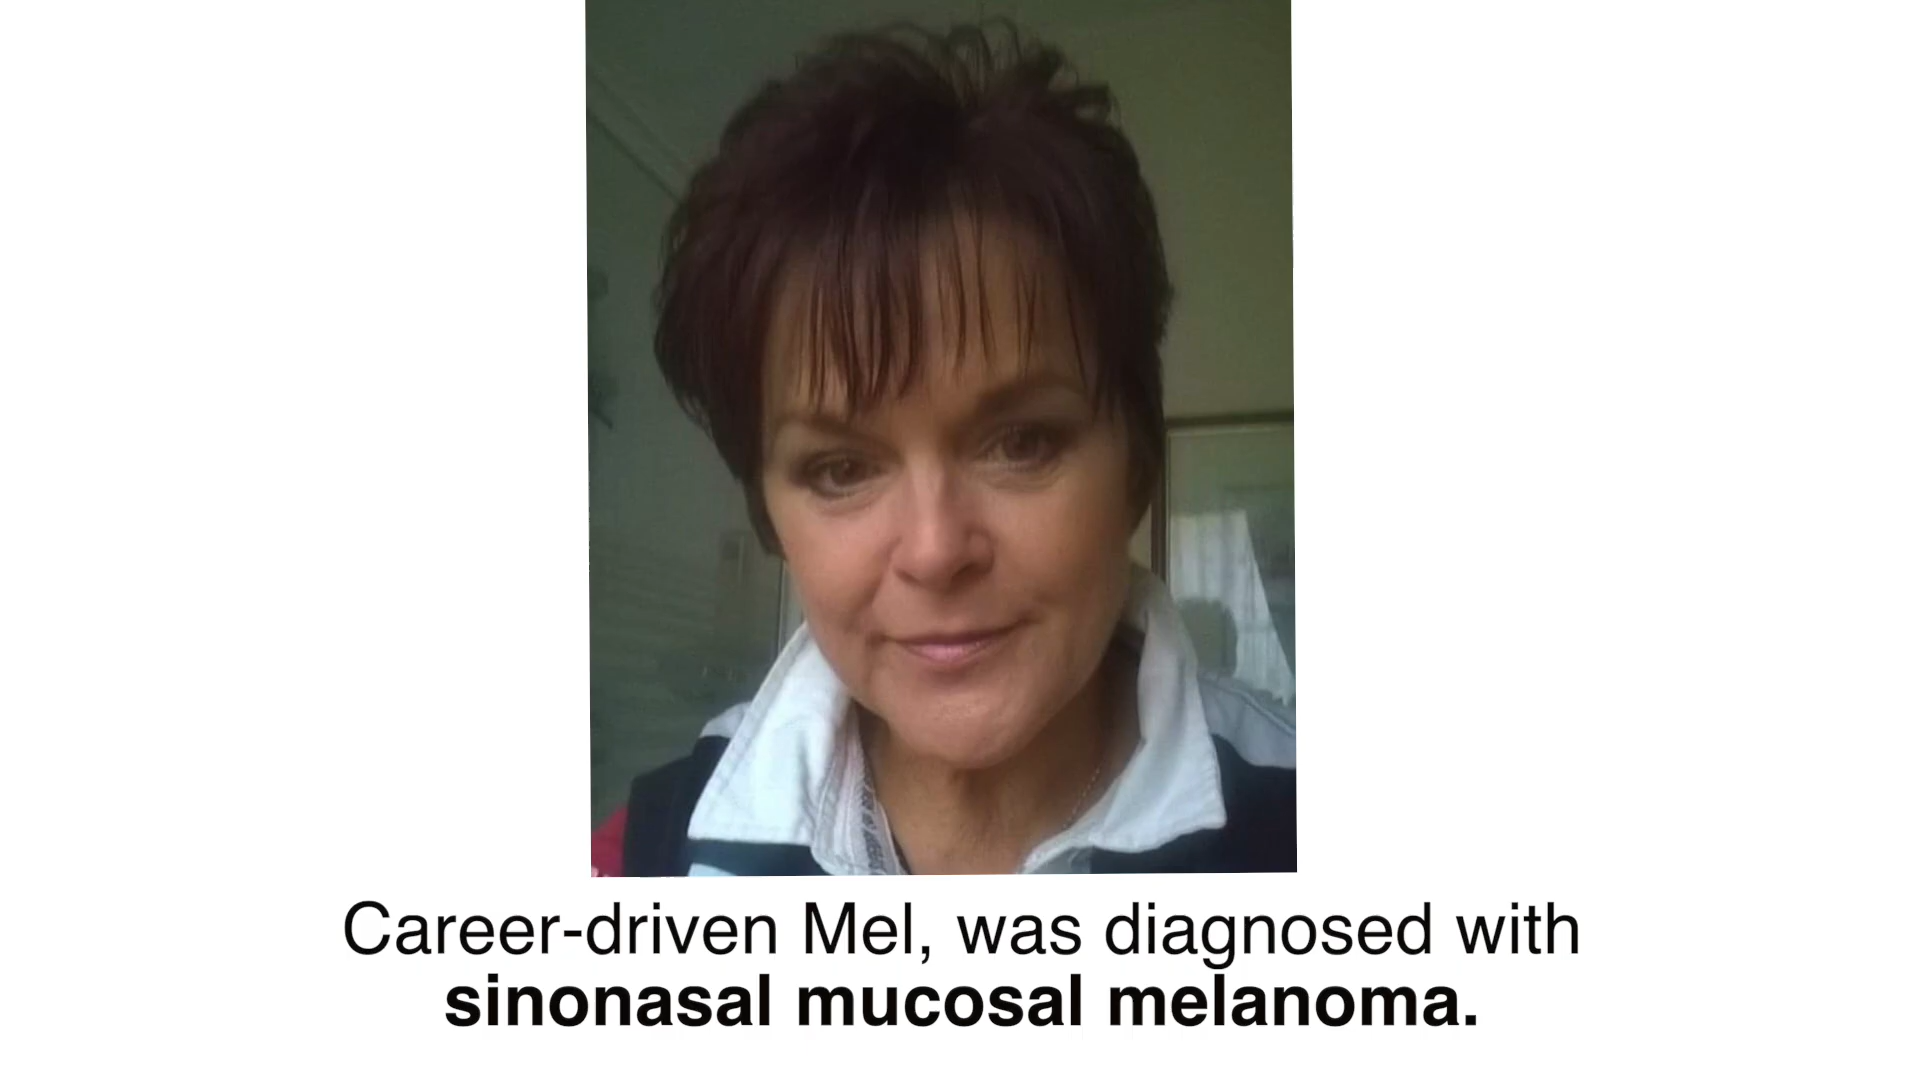 Career-driven Mel, was diagnosed with
sinonasal mucosal melanoma.